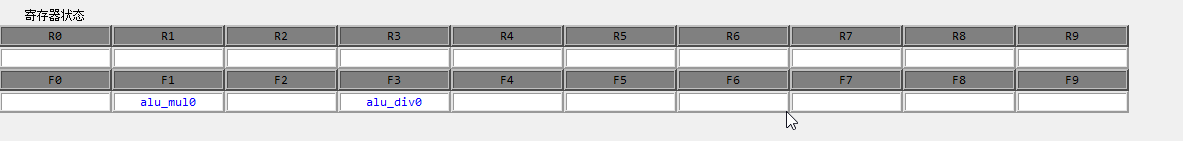 寄存器状态
R0 R1 R2 R3 R4 R5 R6 R7 R8 R9
F0 F1 F2 F3 F4 F5 F6 F7 F8 F9
alu_mul0 alu_div0